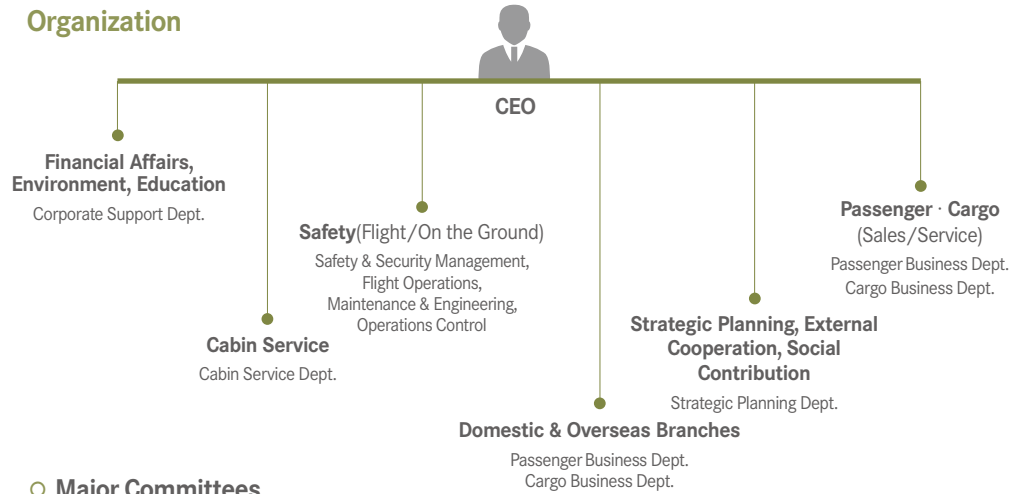 Organization
CEO
Financial Affairs,
Environment, Education
Corporate Support Dept.
Cabin Service
Cabin Service Dept.
Safety(Flight/On the Ground)
Safety & Security Management,
Flight Operations,
Maintenance & Engineering,
Operations Control
Domestic & Overseas Branches
Passenger Business Dept.
Cargo Business Dept.
Strategic Planning, External
Cooperation, Social
Contribution
Strategic Planning Dept.
Passenger · Cargo
(Sales/Service)
Passenger Business Dept.
Cargo Business Dept.
Major Committees